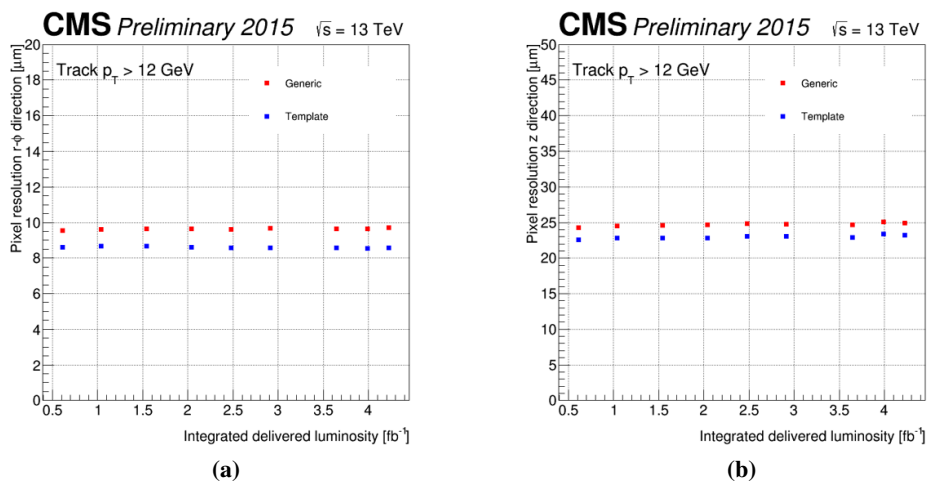 CMS Preliminary 2015 √s = 13 TeV
Pixel resolution r-ϕ direction [µm]
20
18
16
14
12
10
8
6
4
2
0
Track pT > 12 GeV
Generic
Template
0.5 1 1.5 2 2.5 3 3.5 4
Integrated delivered luminosity [fb-1]
(a)
CMS Preliminary 2015 √s = 13 TeV
Pixel resolution z direction [µm]
50
45
40
35
30
25
20
15
10
5
0
Track pT > 12 GeV
Generic
Template
0.5 1 1.5 2 2.5 3 3.5 4
Integrated delivered luminosity [fb-1]
(b)